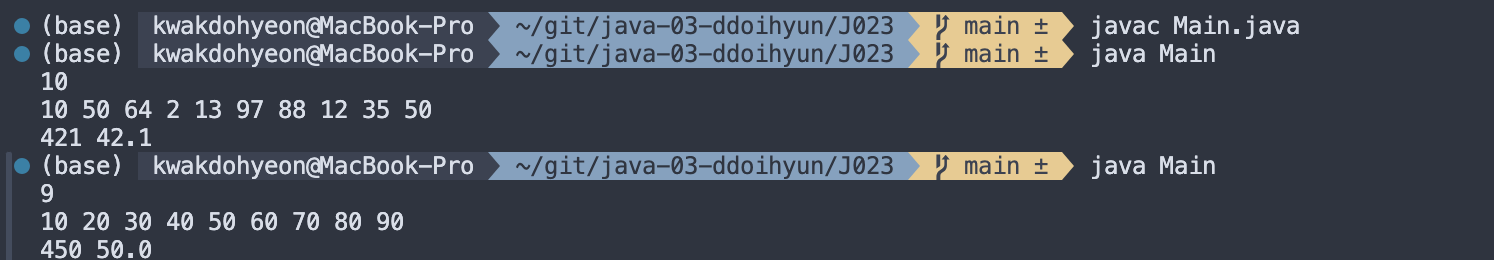 (base) kwakdohyeon@MacBook-Pro ~/git/java-03-ddoihyun/J023 main ± javac Main.java
(base) kwakdohyeon@MacBook-Pro ~/git/java-03-ddoihyun/J023 main ± java Main
10
10 50 64 2 13 97 88 12 35 50
421 42.1
(base) kwakdohyeon@MacBook-Pro ~/git/java-03-ddoihyun/J023 main ± java Main
9
10 20 30 40 50 60 70 80 90
450 50.0